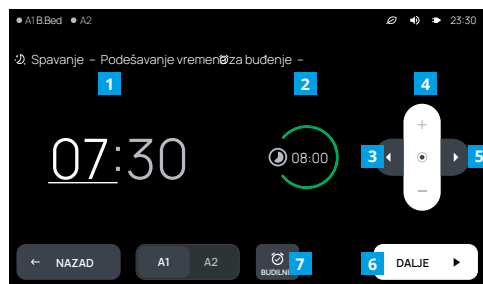 A1 B.Bed A2 23:30
Spavanje – Podešavanje vremena za buđenje –
1 2 4
07:30 08:00 3 + – 5
NAZAD A1 A2 BUDILNI 7 6 DALJE